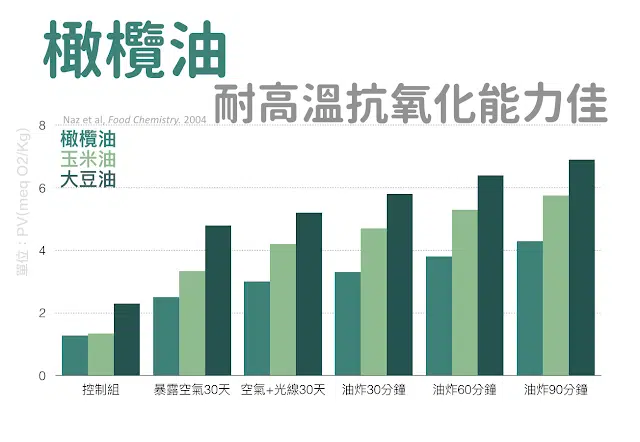 橄欖油
耐高溫抗氧化能力佳
Naz et al, Food Chemistry. 2004
橄欖油
玉米油
大豆油
單位：PV(meq O2/Kg)
8
6
4
2
0
控制組 暴露空氣30天 空氣+光線30天 油炸30分鐘 油炸60分鐘 油炸90分鐘